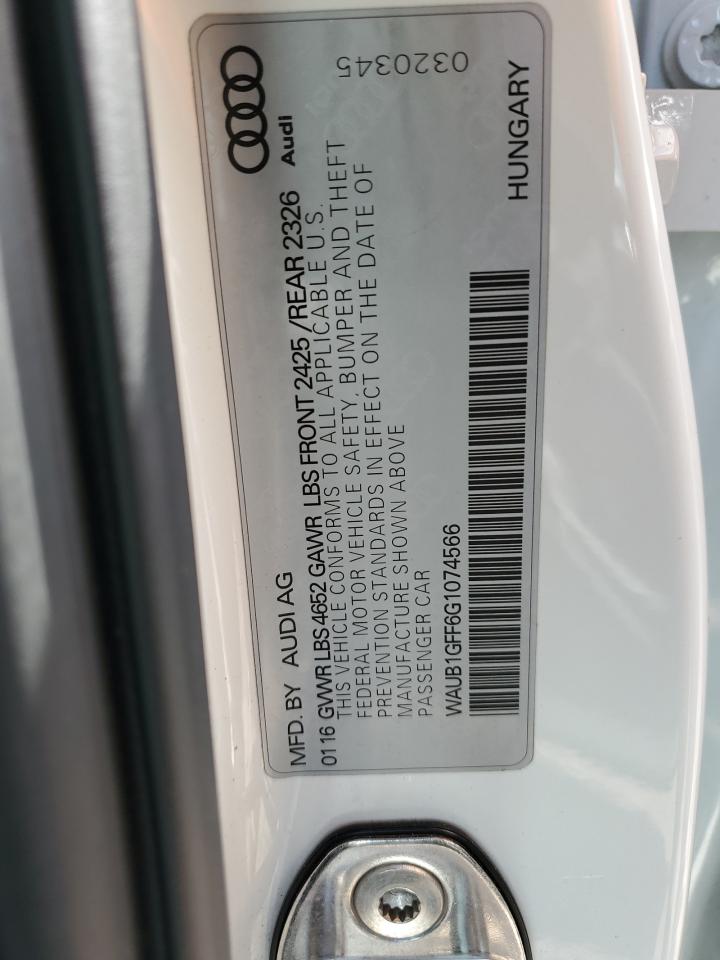 MFD. BY AUDI AG
Audi
01 16 GVWR LBS 4652 GAWR LBS FRONT 2425 /REAR 2326
THIS VEHICLE CONFORMS TO ALL APPLICABLE U.S.
FEDERAL MOTOR VEHICLE SAFETY, BUMPER AND THEFT
PREVENTION STANDARDS IN EFFECT ON THE DATE OF
MANUFACTURE SHOWN ABOVE
PASSENGER CAR
0320345
WAUB1GFF6G1074566
HUNGARY